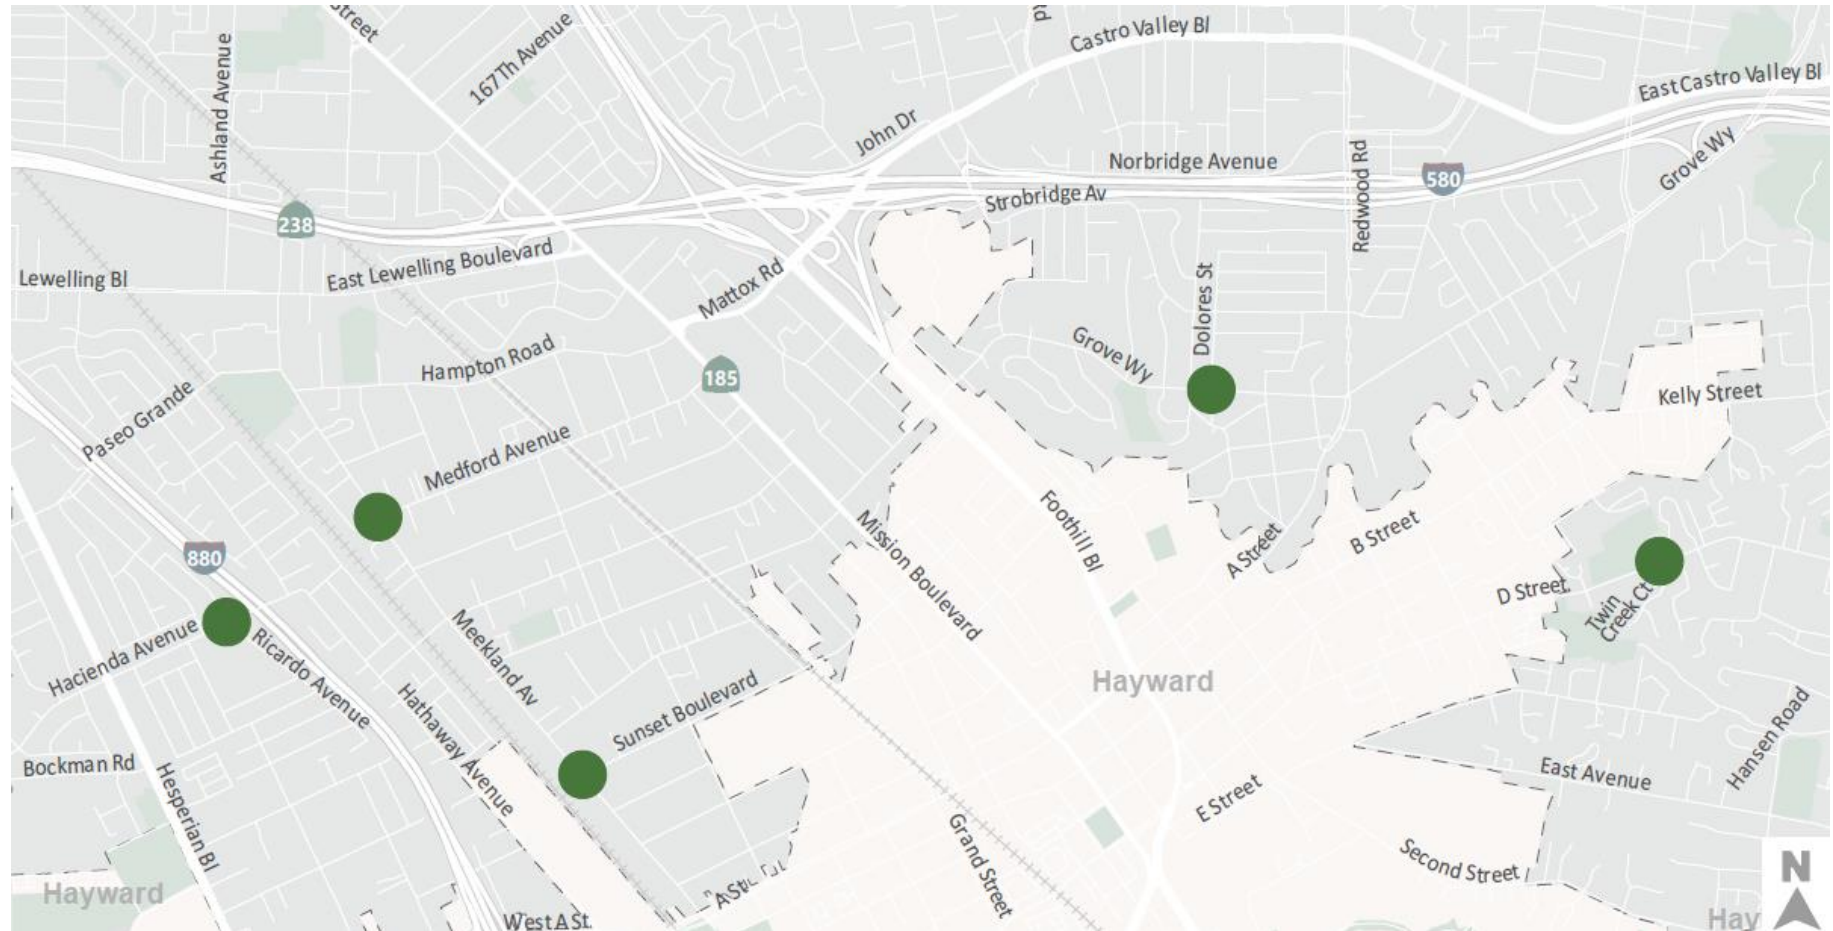 Street
167 Th Avenue
Ashland Avenue
Castro Valley Bl
East Castro Valley Bl
John Dr
Norbridge Avenue
Redwood Rd
580
Grove Wy
Strobridge Av
238
East Lewelling Boulevard
Lewelling Bl
Mattox Rd
Dolores St
Grove Wy
Hampton Road
185
Kelly Street
Paseo Grande
Medford Avenue
Foothill Bl
Mission Boulevard
A Street
B Street
880
D Street
Twin
Creek Ct
Hacienda Avenue
Ricardo Avenue
Meekland Av
Hathaway Avenue
Sunset Boulevard
Hayward
Hansen Road
Bockman Rd
Hesperian Bl
East Avenue
E Street
Grand Street
Second Street
Hayward
A St
West A St.
N
Hay